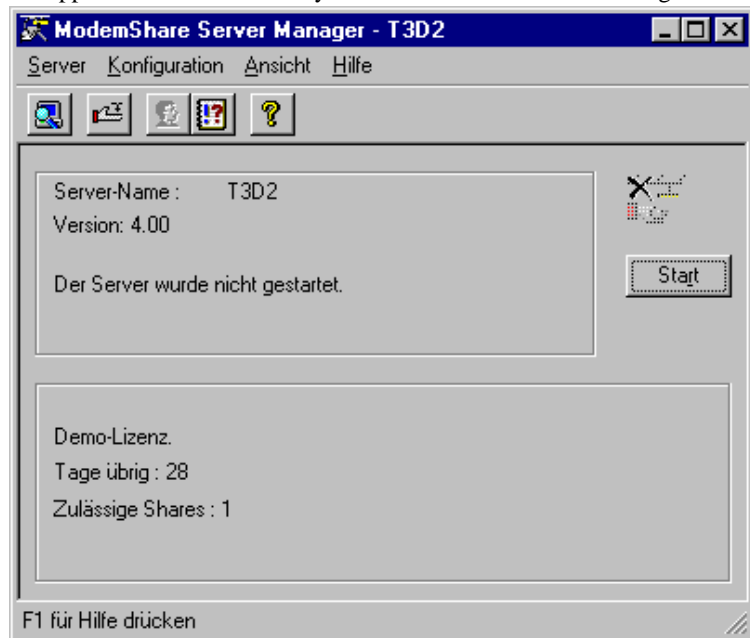 ModemShare Server Manager - T3D2
Server Konfiguration Ansicht Hilfe
Server-Name : T3D2
Version: 4.00
Der Server wurde nicht gestartet.
Start
Demo-Lizenz.
Tage übrig : 28
Zulässige Shares : 1
F1 für Hilfe drücken